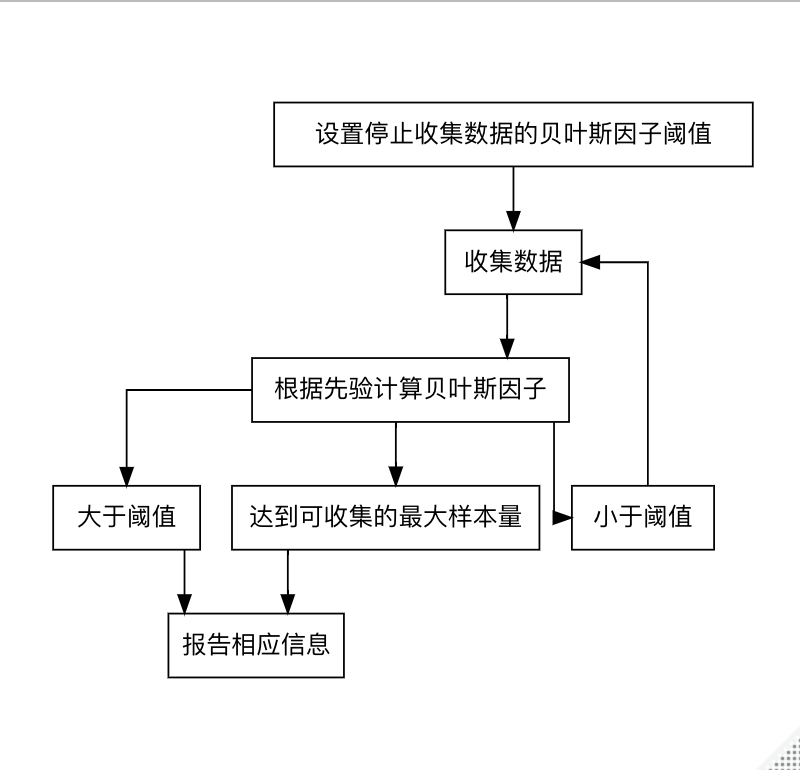 设置停止收集数据的贝叶斯因子阈值
收集数据
根据先验计算贝叶斯因子
大于阈值
达到可收集的最大样本量
小于阈值
报告相应信息